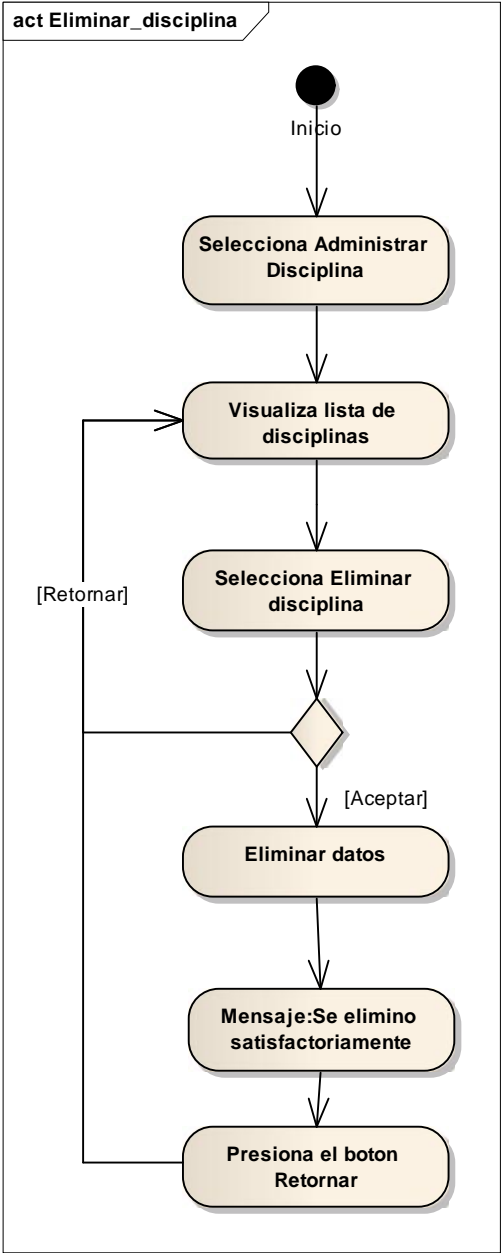 act Eliminar_disciplina
Inicio
Selecciona Administrar
Disciplina
Visualiza lista de
disciplinas
Selecciona Eliminar
disciplina
[Retornar]
[Aceptar]
Eliminar datos
Mensaje:Se elimino
satisfactoriamente
Presiona el boton
Retornar